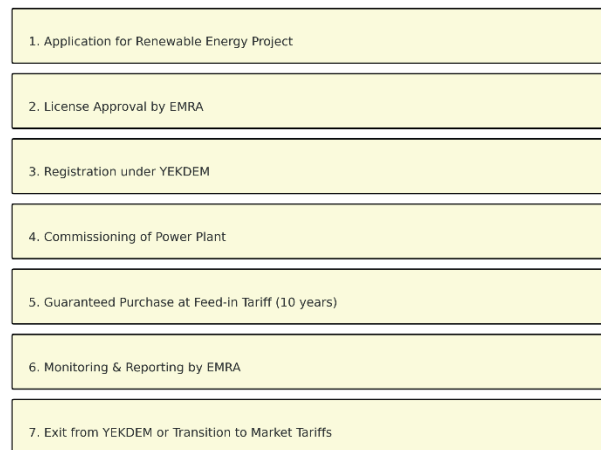 1. Application for Renewable Energy Project
2. License Approval by EMRA
3. Registration under YEKDEM
4. Commissioning of Power Plant
5. Guaranteed Purchase at Feed-in Tariff (10 years)
6. Monitoring & Reporting by EMRA
7. Exit from YEKDEM or Transition to Market Tariffs